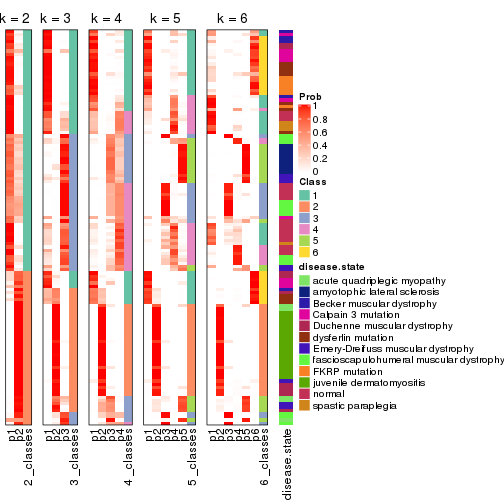 k = 2 k = 3 k = 4 k = 5 k = 6
Prob
1
0.8
0.6
0.4
0.2
0
Class
1
2
3
4
5
6
disease.state
acute quadriplegic myopathy
amyotophic lateral sclerosis
Becker muscular dystrophy
Calpain 3 mutation
Duchenne muscular dystrophy
dysferlin mutation
Emery-Dreifuss muscular dystrophy
fascioscapulohumeral muscular dystrophy
FKRP mutation
juvenile dermatomyositis
normal
spastic paraplegia
p1
p2
2_classes
p1
p2
p3
3_classes
p1
p2
p3
p4
4_classes
p1
p2
p3
p4
p5
5_classes
p1
p2
p3
p4
p5
p6
6_classes
disease.state